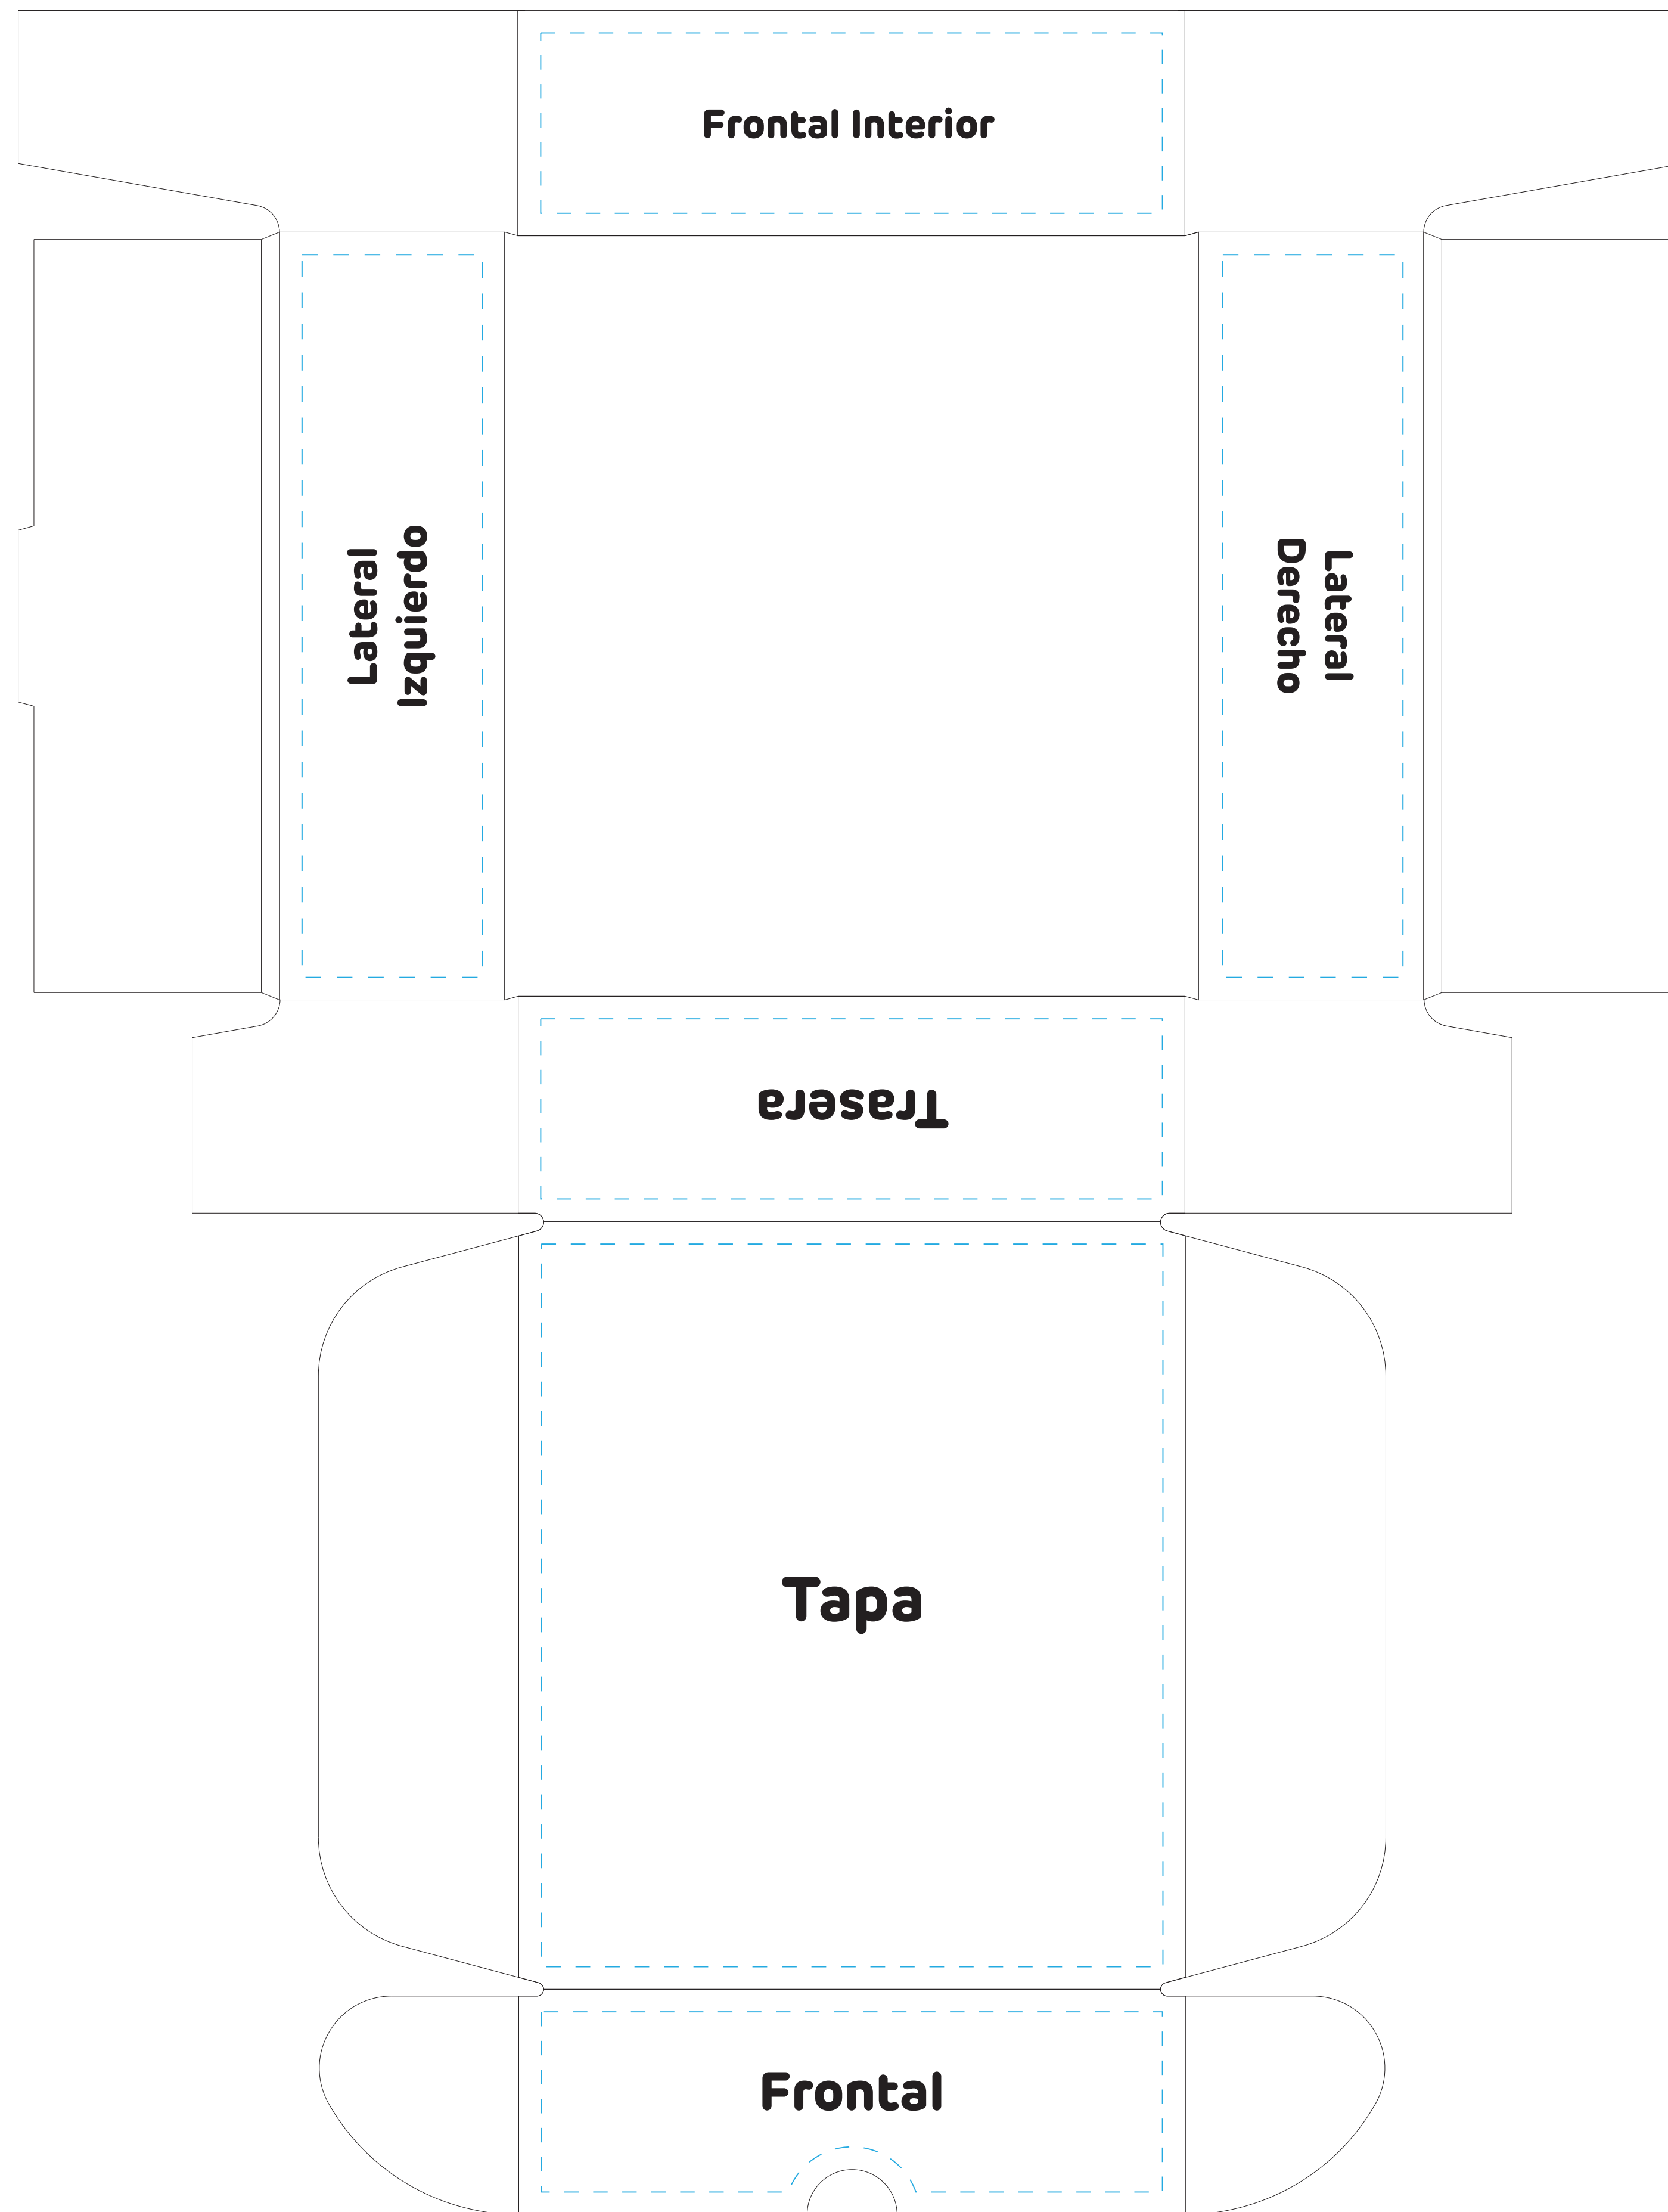 Frontal Interior
Lateral
Izquierdo
Lateral
Derecho
Trasera
Tapa
Frontal